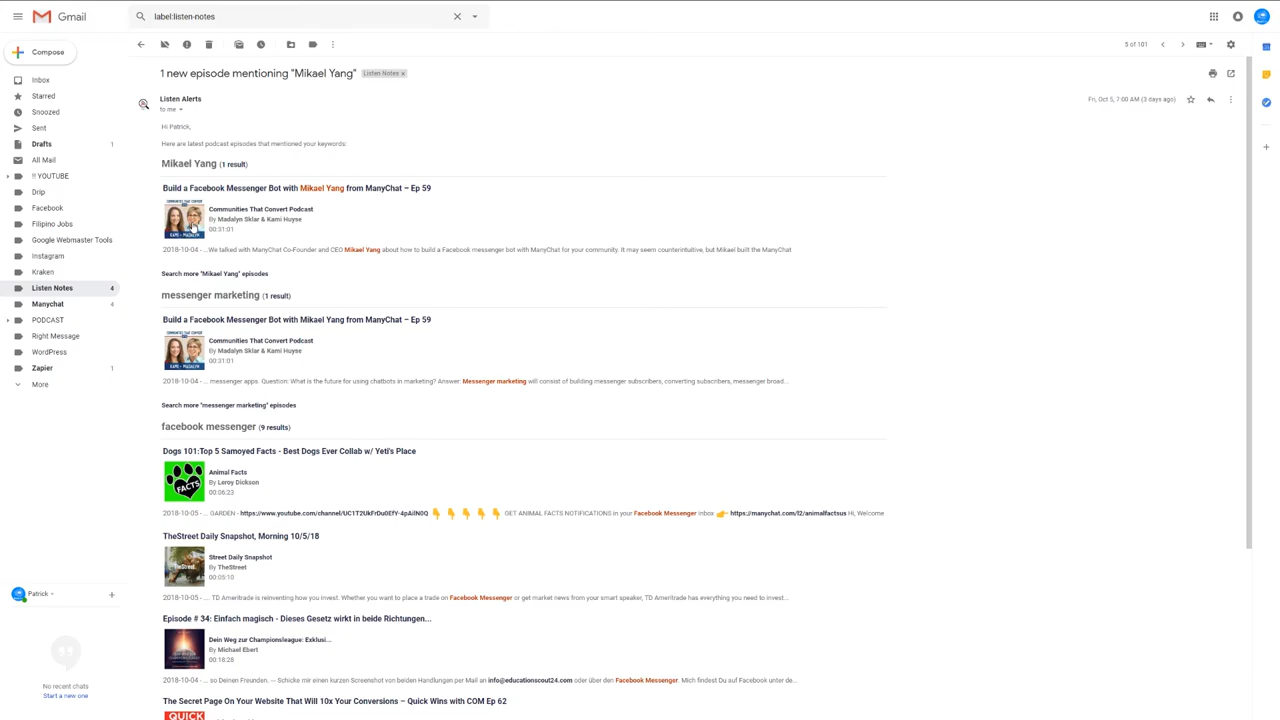 Gmail
label:listen-notes
Compose
5 of 101
Inbox
Starred
Snoozed
Sent
Drafts 1
All Mail
!! YOUTUBE
Drip
Facebook
Filipino Jobs
Google Webmaster Tools
Instagram
Kraken
Listen Notes 4
Manychat 4
PODCAST
Right Message
WordPress
Zapier 1
More
Patrick
No recent chats
Start a new one
1 new episode mentioning "Mikael Yang" Listen Notes x
Listen Alerts
to me
Fri, Oct 5, 7:00 AM (3 days ago)
Hi Patrick,
Here are latest podcast episodes that mentioned your keywords:
Mikael Yang (1 result)
Build a Facebook Messenger Bot with Mikael Yang from ManyChat – Ep 59
Communities That Convert Podcast
By Madalyn Sklar & Kami Huyse
00:31:01
2018-10-04 - ...We talked with ManyChat Co-Founder and CEO Mikael Yang about how to build a Facebook messenger bot with ManyChat for your community. It may seem counterintuitive, but Mikael built the ManyChat
Search more "Mikael Yang" episodes
messenger marketing (1 result)
Build a Facebook Messenger Bot with Mikael Yang from ManyChat – Ep 59
Communities That Convert Podcast
By Madalyn Sklar & Kami Huyse
00:31:01
2018-10-04 - ... messenger apps. Question: What is the future for using chatbots in marketing? Answer: Messenger marketing will consist of building messenger subscribers, converting subscribers, messenger broad...
Search more "messenger marketing" episodes
facebook messenger (9 results)
Dogs 101:Top 5 Samoyed Facts - Best Dogs Ever Collab w/ Yeti's Place
FACTS
Animal Facts
By Leroy Dickson
00:06:23
2018-10-05 - ... GARDEN - https://www.youtube.com/channel/UC1T2UkFrDu0EfY-4pAilN0Q 👇 👇 👇 👇 👇 GET ANIMAL FACTS NOTIFICATIONS in your Facebook Messenger inbox 👉 https://manychat.com/l2/animalfactsus Hi, Welcome
TheStreet Daily Snapshot, Morning 10/5/18
TheStreet
Street Daily Snapshot
By TheStreet
00:05:10
2018-10-05 - .... TD Ameritrade is reinventing how you invest. Whether you want to place a trade on Facebook Messenger or get market news from your smart speaker, TD Ameritrade has everything you need to invest...
Episode # 34: Einfach magisch - Dieses Gesetz wirkt in beide Richtungen...
Dein Weg zur Championsleague: Exklusi...
By Michael Ebert
00:18:28
2018-10-04 - ... so Deinen Freunden. --- Schicke mir einen kurzen Screenshot von beiden Handlungen per Mail an info@educationscout24.com oder über den Facebook Messenger. Mich findest Du auf Facebook unter de...
The Secret Page On Your Website That Will 10x Your Conversions – Quick Wins with COM Ep 62
QUICK